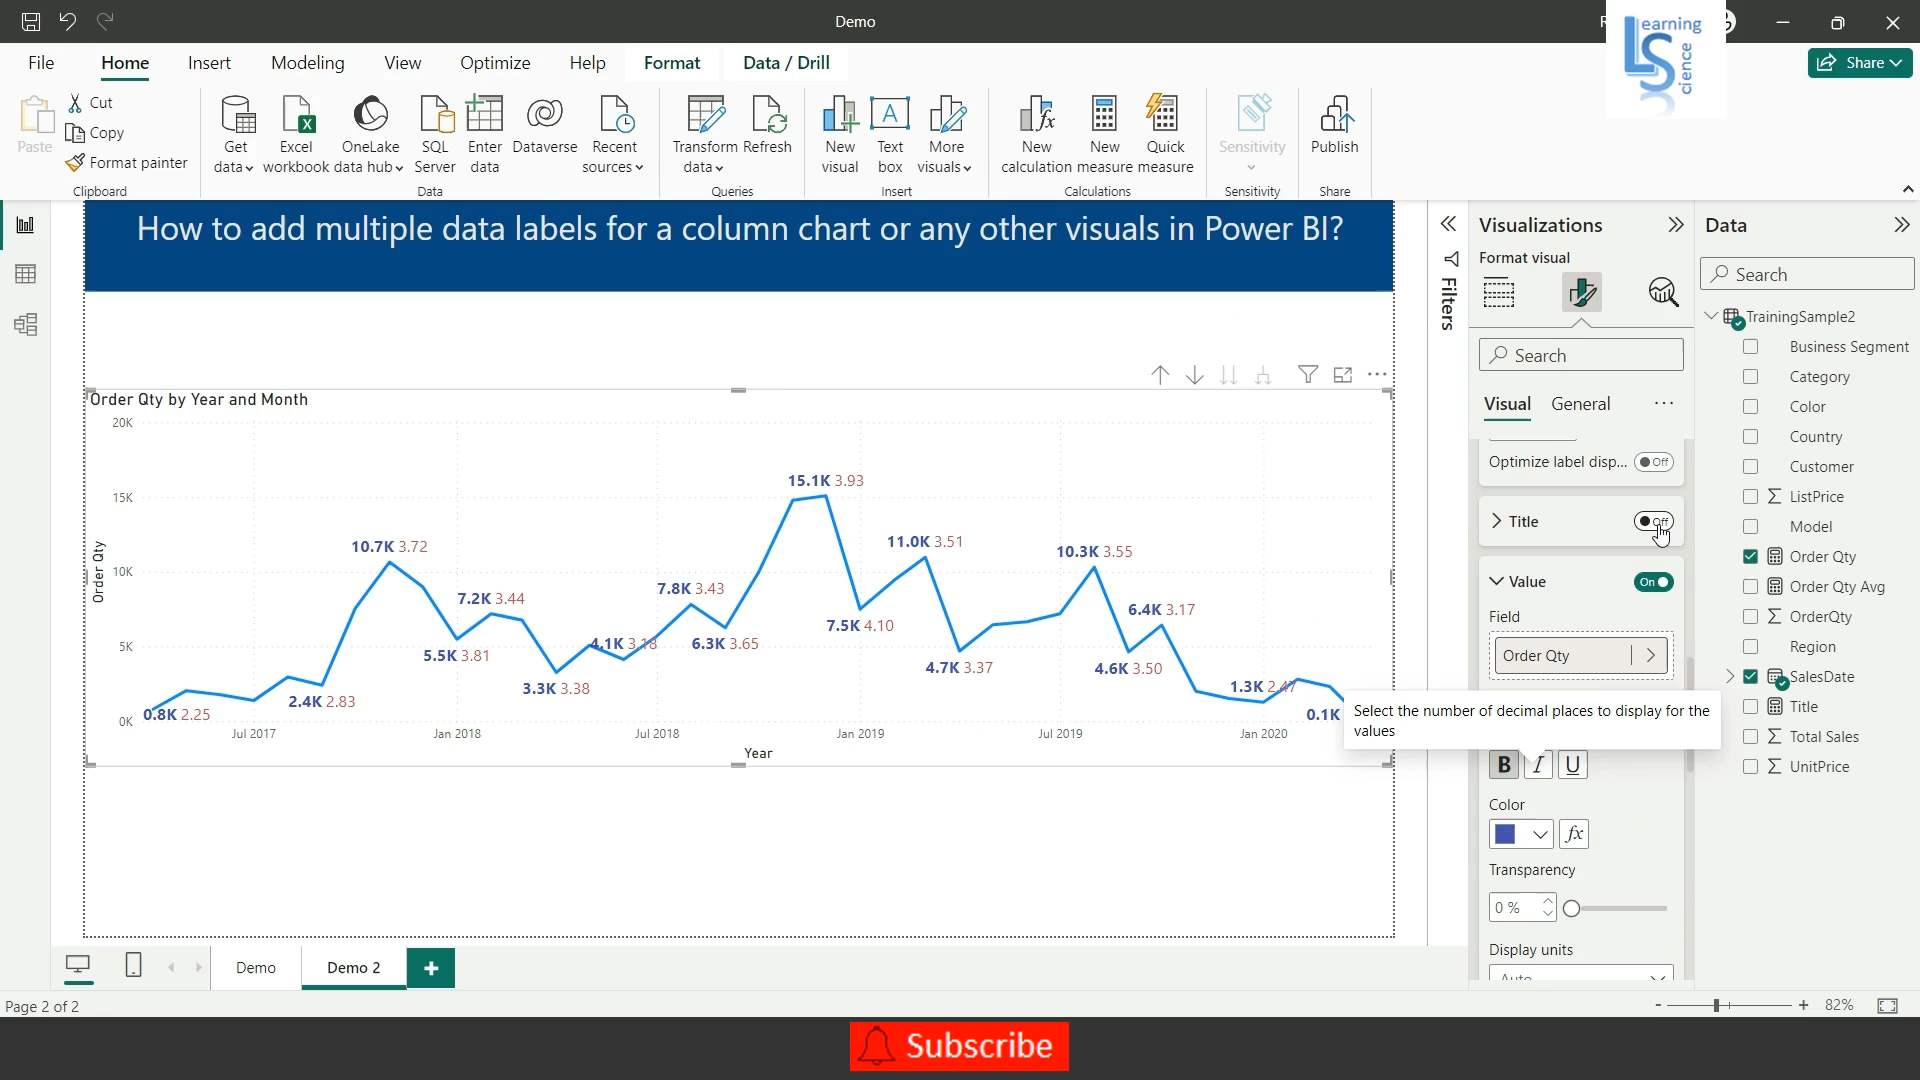 Demo
Learning
Science
File Home Insert Modeling View Optimize Help Format Data / Drill
Share
Paste
Cut
Copy
Format painter
Clipboard
Get data
Excel workbook
OneLake data hub
SQL Server
Enter data
Dataverse
Recent sources
Data
Transform data
Refresh
Queries
New visual
Text box
More visuals
Insert
New calculation
New measure
Quick measure
Calculations
Sensitivity
Sensitivity
Publish
Share
How to add multiple data labels for a column chart or any other visuals in Power BI?
Order Qty by Year and Month
20K
15K
10K
5K
0K
Order Qty
0.8K 2.25
2.4K 2.83
10.7K 3.72
5.5K 3.81
7.2K 3.44
3.3K 3.38
4.1K 3.18
7.8K 3.43
6.3K 3.65
15.1K 3.93
7.5K 4.10
11.0K 3.51
4.7K 3.37
10.3K 3.55
4.6K 3.50
6.4K 3.17
1.3K 2.47
0.1K
Jul 2017 Jan 2018 Jul 2018 Jan 2019 Jul 2019 Jan 2020
Year
Filters
Visualizations
Format visual
Search
Visual General
Optimize label disp... Off
Title Off
Value On
Field
Order Qty
Select the number of decimal places to display for the
values
B I U
Color
fx
Transparency
0 %
Display units
Auto
Data
Search
TrainingSample2
Business Segment
Category
Color
Country
Customer
ListPrice
Model
Order Qty
Order Qty Avg
OrderQty
Region
SalesDate
Title
Total Sales
UnitPrice
Demo Demo 2 +
Page 2 of 2
- + 82%
Subscribe